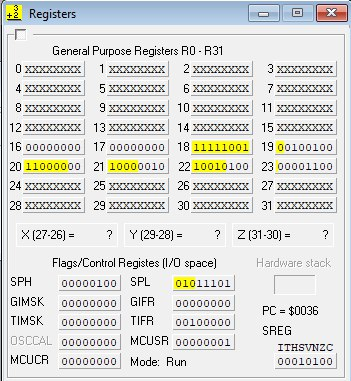 3
+2
Registers
General Purpose Registers R0 - R31
0 XXXXXXXX 1 XXXXXXXX 2 XXXXXXXX 3 XXXXXXXX
4 XXXXXXXX 5 XXXXXXXX 6 XXXXXXXX 7 XXXXXXXX
8 XXXXXXXX 9 XXXXXXXX 10 XXXXXXXX 11 XXXXXXXX
12 XXXXXXXX 13 XXXXXXXX 14 XXXXXXXX 15 XXXXXXXX
16 00000000 17 00000000 18 11111001 19 00100100
20 11000000 21 10000010 22 10010100 23 00001100
24 XXXXXXXX 25 XXXXXXXX 26 XXXXXXXX 27 XXXXXXXX
28 XXXXXXXX 29 XXXXXXXX 30 XXXXXXXX 31 XXXXXXXX
X (27-26) = ? Y (29-28) = ? Z (31-30) = ?
Flags/Control Registes (I/O space) Hardware stack
SPH 00000100 SPL 01011101
GIMSK 00000000 GIFR 00000000
PC = $0036
TIMSK 00000000 TIFR 00100000
SREG
OSCCAL 00000000 MCUSR 00000001
ITHSVNZC
MCUCR 00000000 Mode: Run 00010100